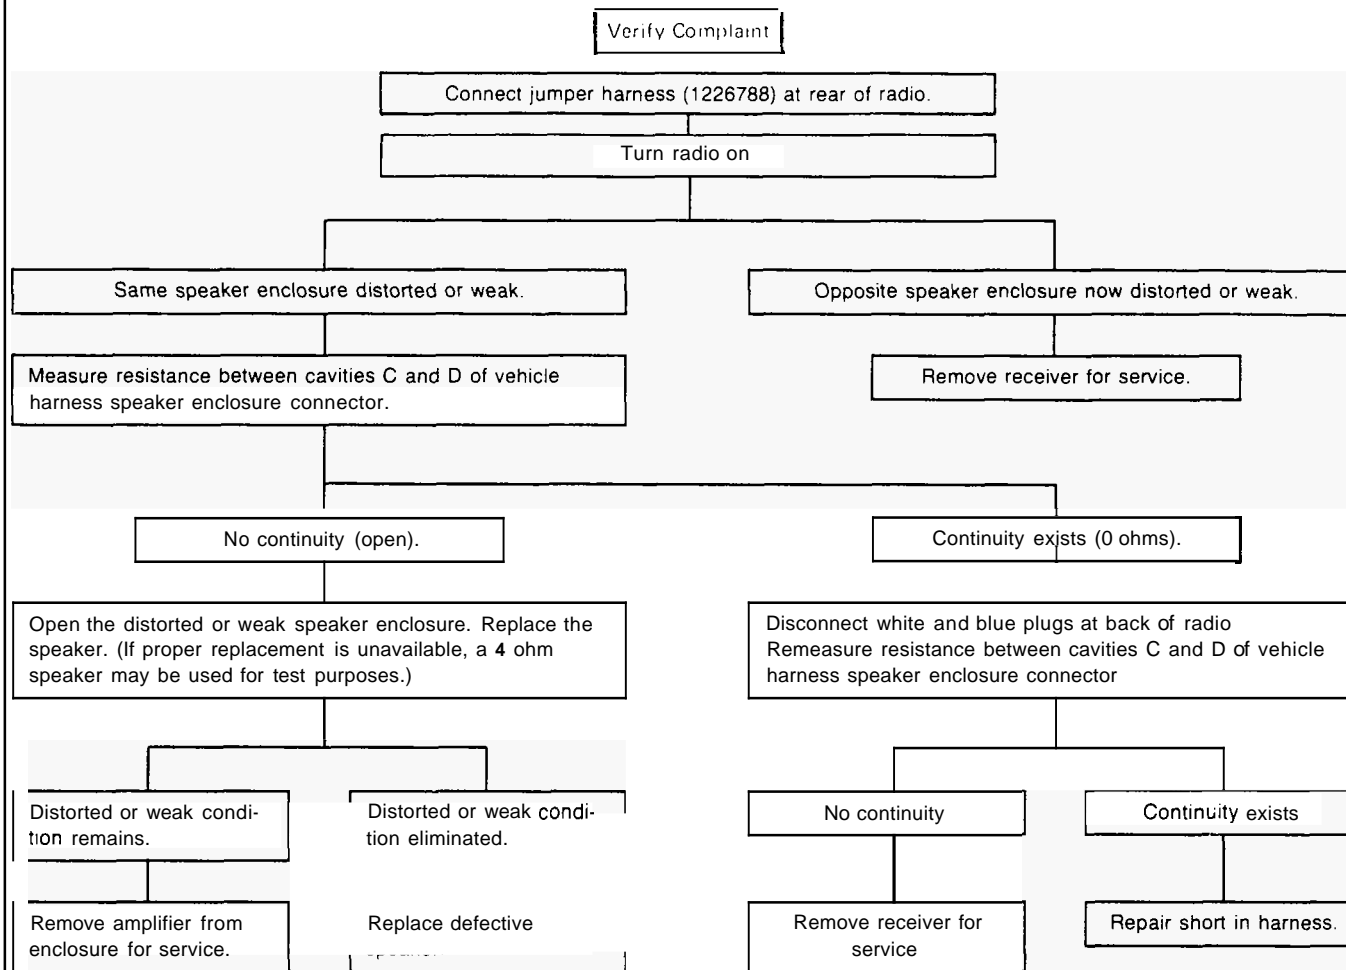 Verify Complaint
Connect jumper harness (1226788) at rear of radio.
Turn radio on
Same speaker enclosure distorted or weak.
Opposite speaker enclosure now distorted or weak.
Measure resistance between cavities C and D of vehicle
harness speaker enclosure connector.
Remove receiver for service.
No continuity (open).
Continuity exists (0 ohms).
Open the distorted or weak speaker enclosure. Replace the
speaker. (If proper replacement is unavailable, a 4 ohm
speaker may be used for test purposes.)
Disconnect white and blue plugs at back of radio
Remeasure resistance between cavities C and D of vehicle
harness speaker enclosure connector
Distorted or weak condi-
tion remains.
Distorted or weak condi-
tion eliminated.
No continuity
Continuity exists
Remove amplifier from
enclosure for service.
Replace defective
Remove receiver for
service
Repair short in harness.